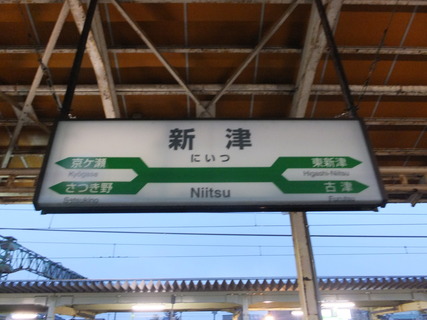 新津
にいつ
京ケ瀬
Kyōgase
東新津
Higashi-Niitsu
さつき野
Satsukino
古津
Furutsu
Niitsu